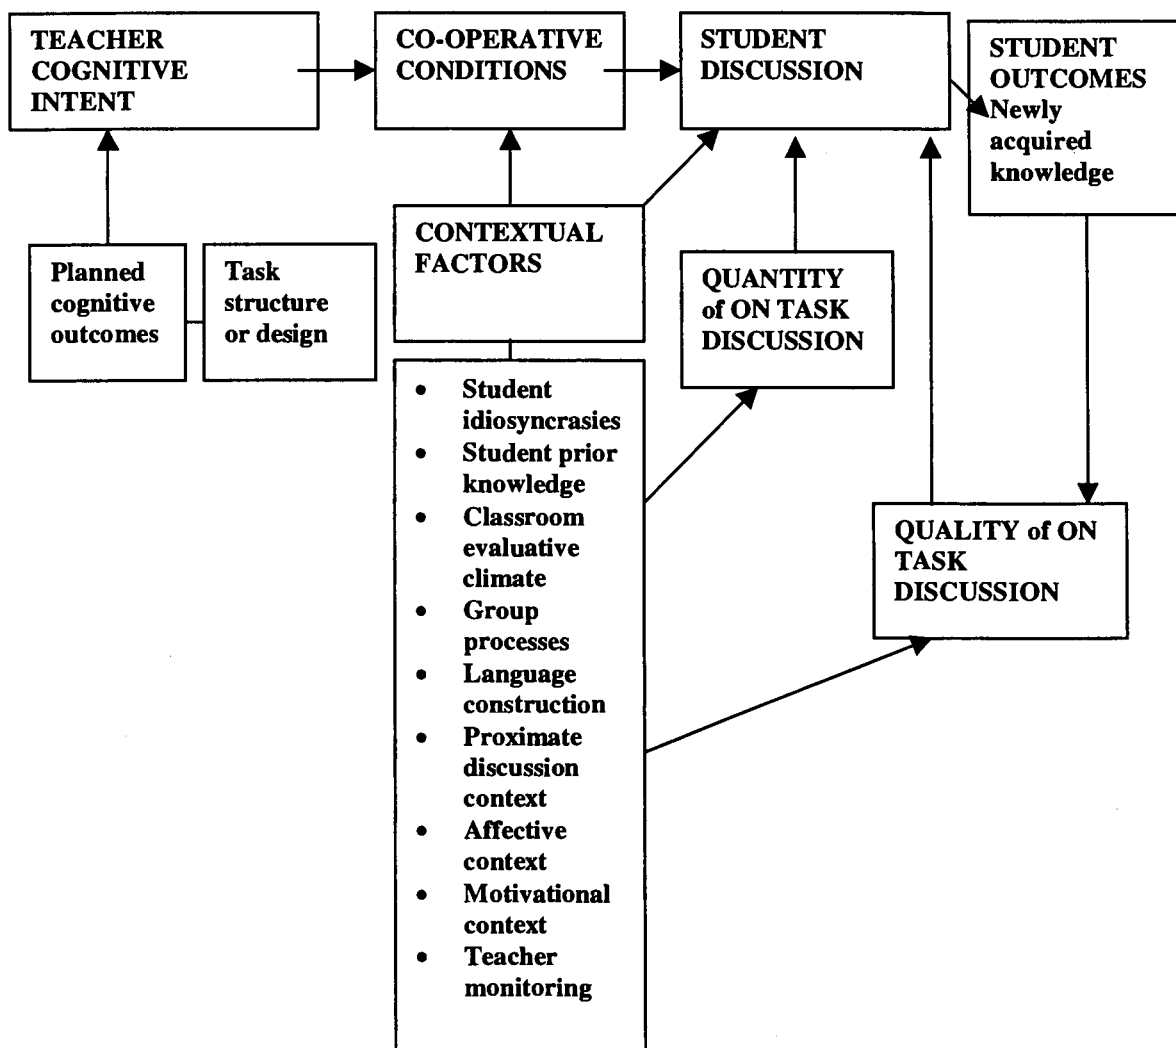 TEACHER
COGNITIVE
INTENT
CO-OPERATIVE
CONDITIONS
STUDENT
DISCUSSION
STUDENT
OUTCOMES
Newly
acquired
knowledge
Planned
cognitive
outcomes
Task
structure
or design
CONTEXTUAL
FACTORS
QUANTITY
of ON TASK
DISCUSSION
• Student
idiosyncrasies
• Student prior
knowledge
• Classroom
evaluative
climate
• Group
processes
• Language
construction
• Proximate
discussion
context
• Affective
context
• Motivational
context
• Teacher
monitoring
QUALITY of ON
TASK
DISCUSSION